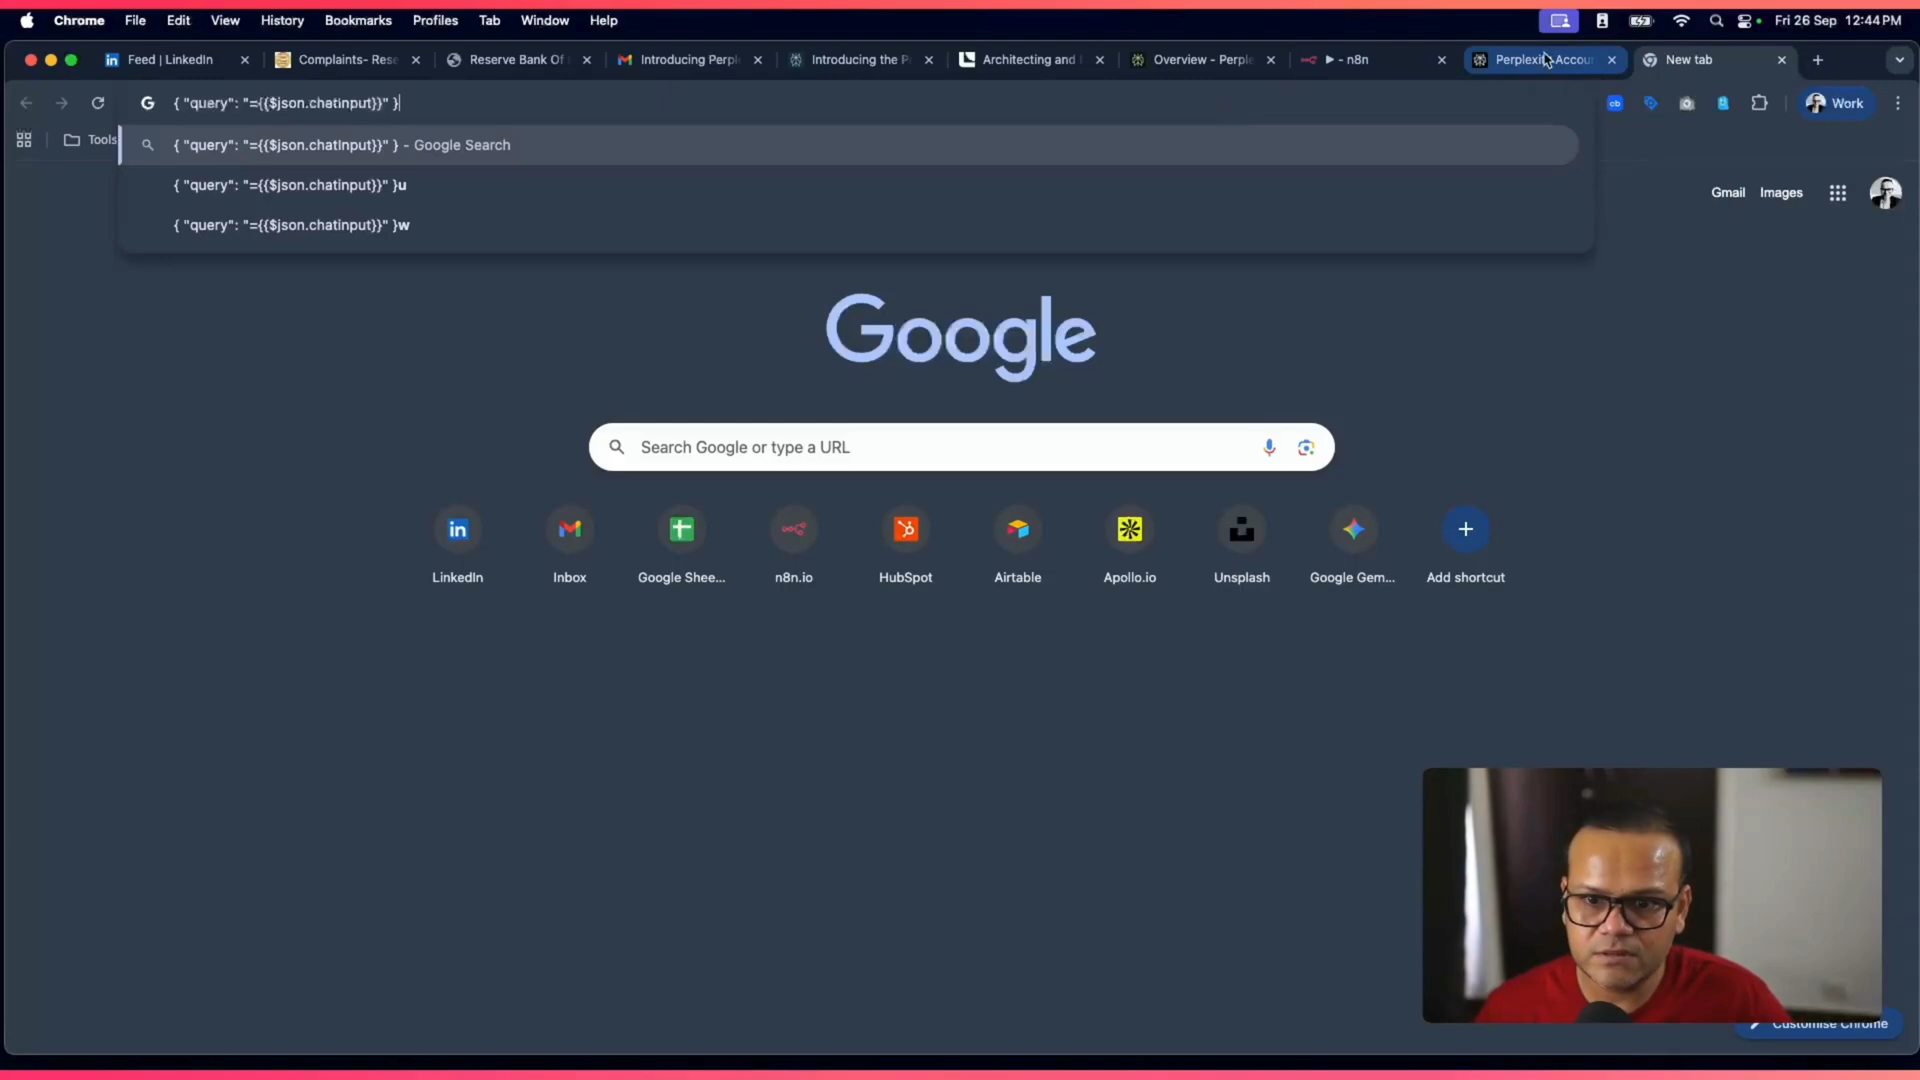 Chrome File Edit View History Bookmarks Profiles Tab Window Help Fri 26 Sep 12:44 PM
Feed | LinkedIn Complaints- Rese Reserve Bank Of Introducing Perpl Introducing the P Architecting and Overview - Perple - n8n Perplexity Accou New tab
{ "query": "={{$json.chatInput}}" } Work
Tools
{ "query": "={{$json.chatInput}}" } - Google Search
{ "query": "={{$json.chatInput}}" }u
{ "query": "={{$json.chatInput}}" }w
Gmail Images
Google
Search Google or type a URL
LinkedIn Inbox Google Shee... n8n.io HubSpot Airtable Apollo.io Unsplash Google Gem... Add shortcut
Customise Chrome